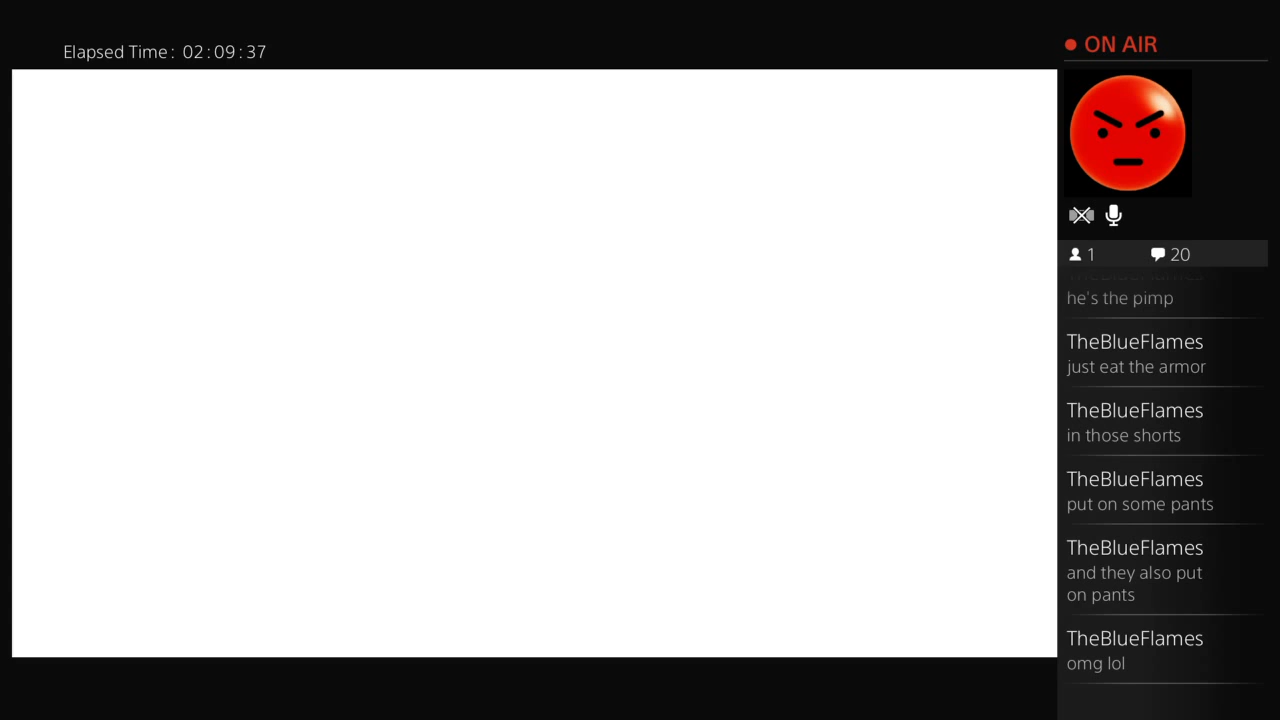 Elapsed Time: 02:09:37
ON AIR
1 20
he's the pimp
TheBlueFlames
just eat the armor
TheBlueFlames
in those shorts
TheBlueFlames
put on some pants
TheBlueFlames
and they also put
on pants
TheBlueFlames
omg lol